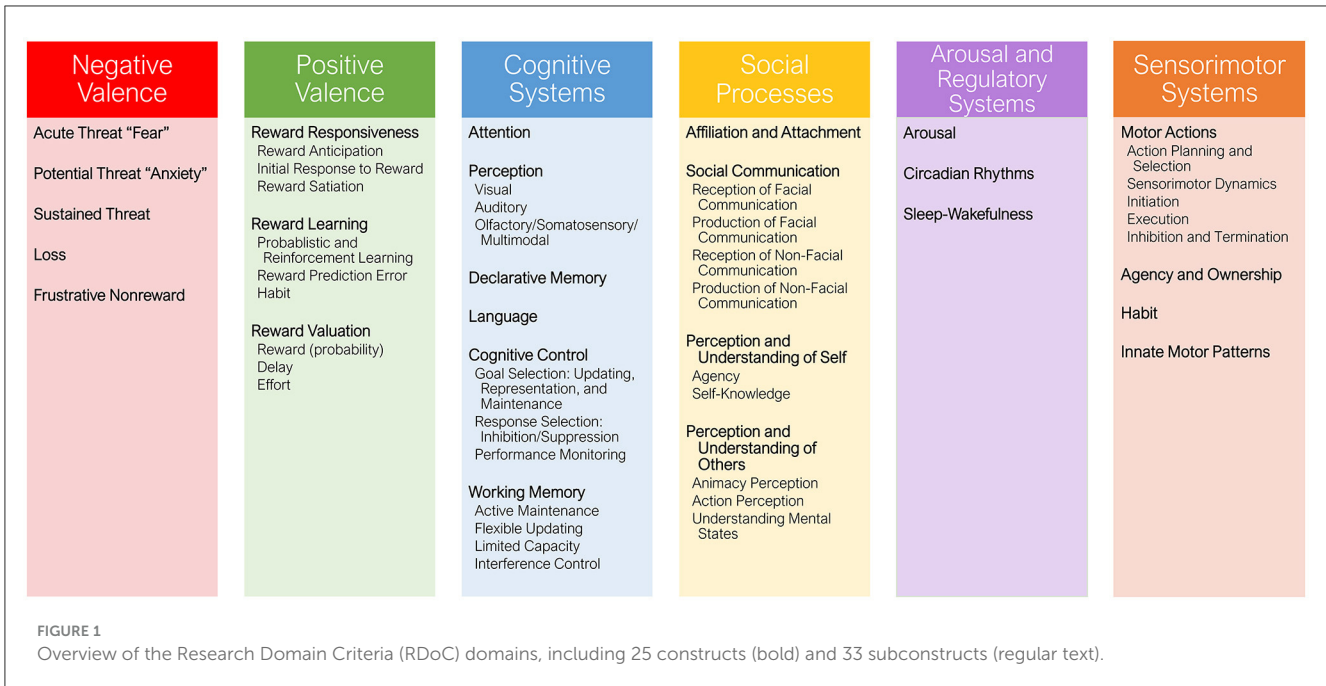 Negative
Valence
Acute Threat “Fear”
Potential Threat “Anxiety”
Sustained Threat
Loss
Frustrative Nonreward
Positive
Valence
Reward Responsiveness
Reward Anticipation
Initial Response to Reward
Reward Satiation
Reward Learning
Probablistic and
Reinforcement Learning
Reward Prediction Error
Habit
Reward Valuation
Reward (probability)
Delay
Effort
Cognitive
Systems
Attention
Perception
Visual
Auditory
Olfactory/Somatosensory/
Multimodal
Declarative Memory
Language
Cognitive Control
Goal Selection: Updating,
Representation, and
Maintenance
Response Selection:
Inhibition/Suppression
Performance Monitoring
Working Memory
Active Maintenance
Flexible Updating
Limited Capacity
Interference Control
Social
Processes
Affiliation and Attachment
Social Communication
Reception of Facial
Communication
Production of Facial
Communication
Reception of Non-Facial
Communication
Production of Non-Facial
Communication
Perception and
Understanding of Self
Agency
Self-Knowledge
Perception and
Understanding of
Others
Animacy Perception
Action Perception
Understanding Mental
States
Arousal and
Regulatory
Systems
Arousal
Circadian Rhythms
Sleep-Wakefulness
Sensorimotor
Systems
Motor Actions
Action Planning and
Selection
Sensorimotor Dynamics
Initiation
Execution
Inhibition and Termination
Agency and Ownership
Habit
Innate Motor Patterns
FIGURE 1
Overview of the Research Domain Criteria (RDoC) domains, including 25 constructs (bold) and 33 subconstructs (regular text).